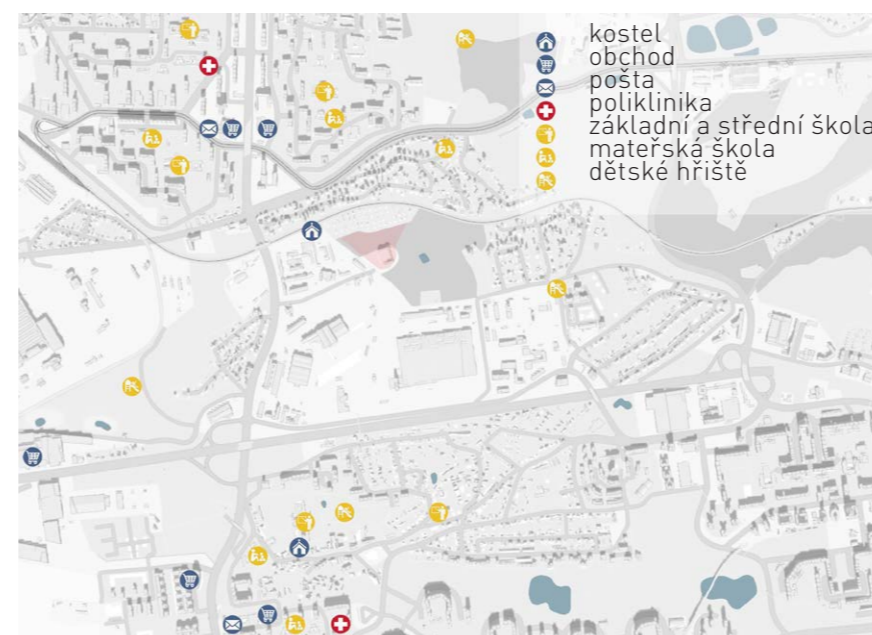 kostel
obchod
pošta
poliklinika
základní a střední škola
mateřská škola
dětské hřiště